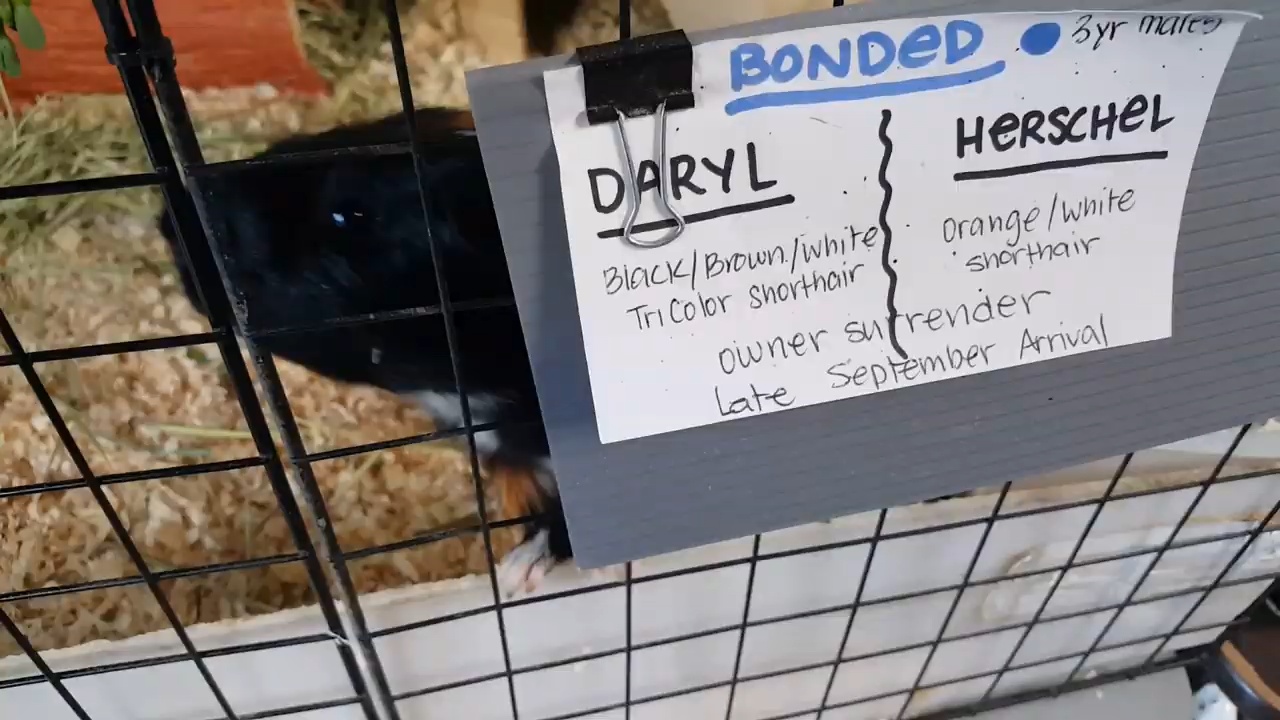 BONDED • 3yr males
DARYL
Black/Brown/white
TriColor shorthair
HERSCHEL
orange/white
shorthair
owner surrender
Late September Arrival